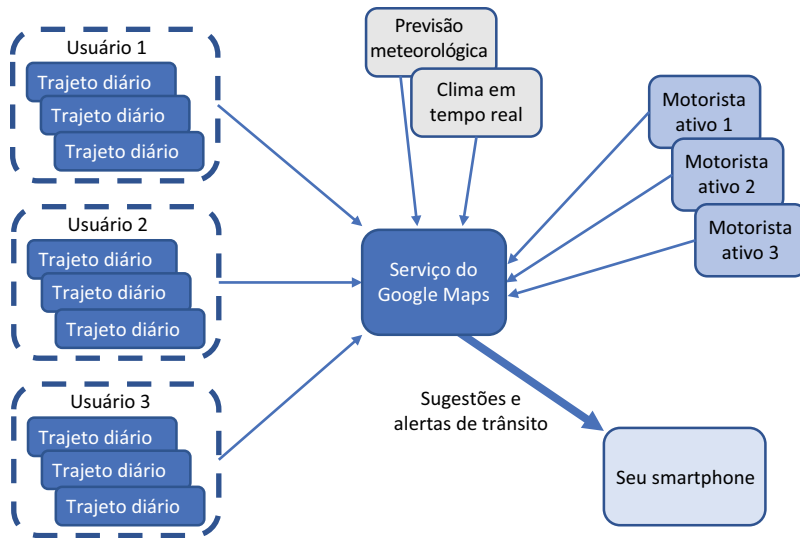 Usuário 1
Trajeto diário
Trajeto diário
Trajeto diário
Usuário 2
Trajeto diário
Trajeto diário
Trajeto diário
Usuário 3
Trajeto diário
Trajeto diário
Trajeto diário
Previsão
meteorológica
Clima em
tempo real
Motorista
ativo 1
Motorista
ativo 2
Motorista
ativo 3
Serviço do
Google Maps
Sugestões e
alertas de trânsito
Seu smartphone